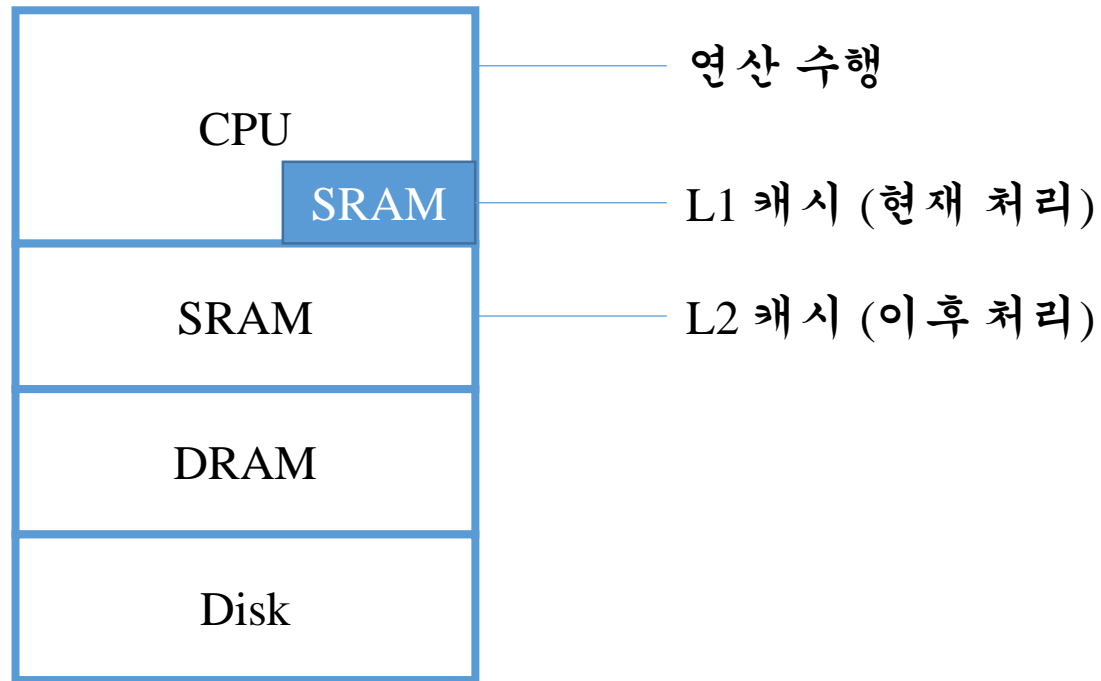 연산 수행
CPU
SRAM
L1 캐시 (현재 처리)
SRAM
L2 캐시 (이후 처리)
DRAM
Disk